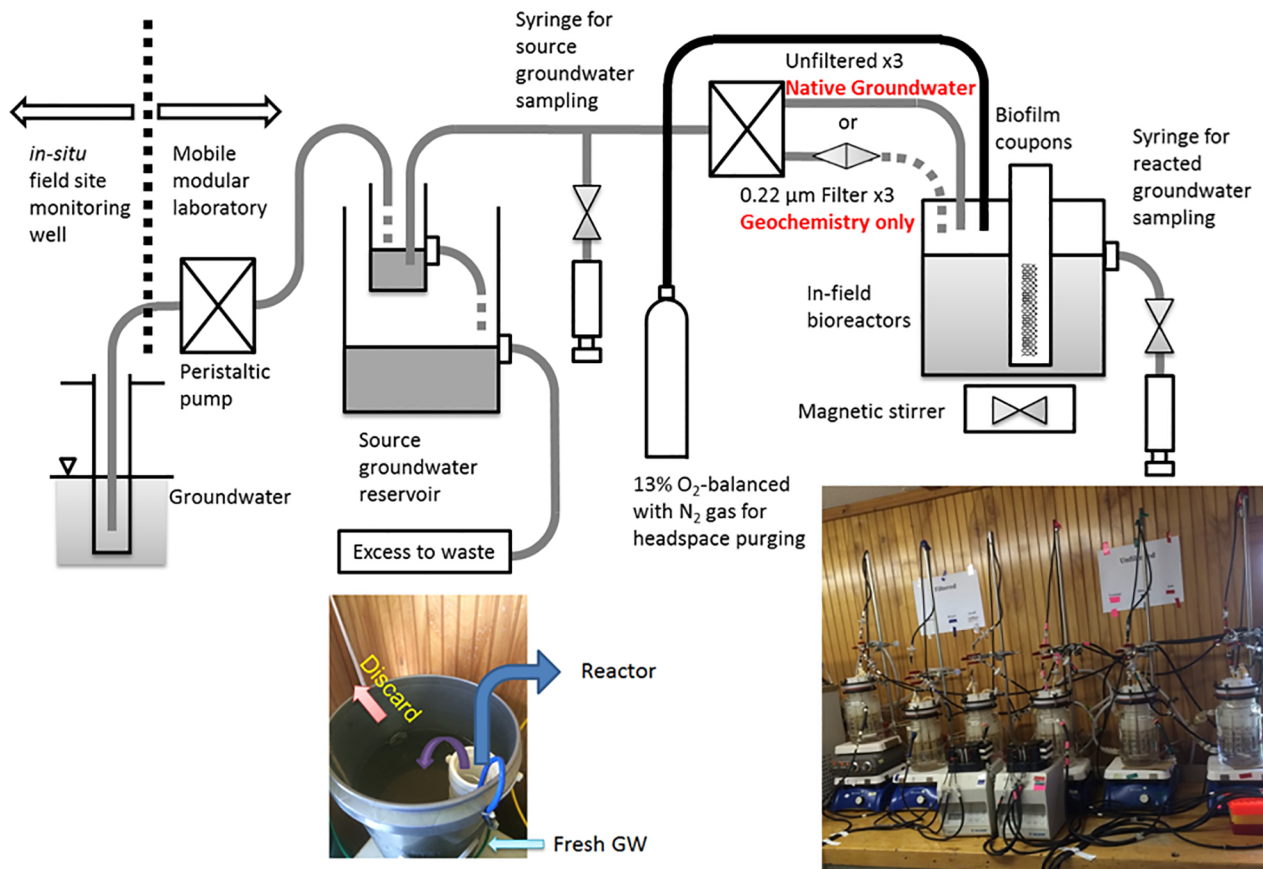 in-situ
field site
monitoring
well
Mobile
modular
laboratory
Peristaltic
pump
Groundwater
Source
groundwater
reservoir
Excess to waste
Syringe for
source
groundwater
sampling
Unfiltered x3
Native Groundwater
or
0.22 µm Filter x3
Geochemistry only
13% O₂-balanced
with N₂ gas for
headspace purging
Biofilm
coupons
In-field
bioreactors
Magnetic stirrer
Syringe for
reacted
groundwater
sampling
Discard
Reactor
Fresh GW
Filtered
Unfiltered